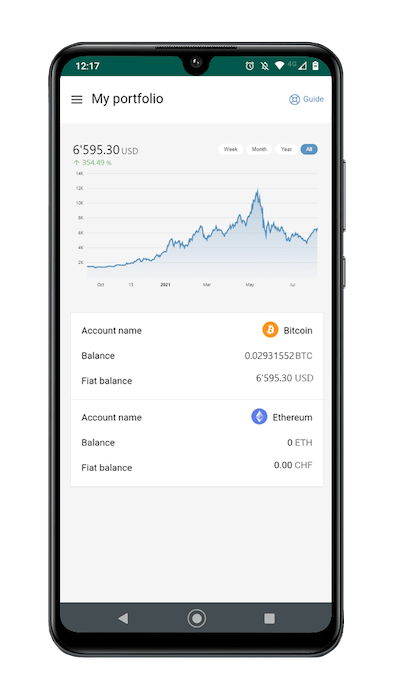 12:17 4G
My portfolio Guide
6'595.30 USD Week Month Year All
↑ 354.49 %
14K
12K
10K
8K
6K
4K
2K
Oct 13 2021 Mar May Jul
Account name Bitcoin
Balance 0.02931552 BTC
Fiat balance 6'595.30 USD
Account name Ethereum
Balance 0 ETH
Fiat balance 0.00 CHF